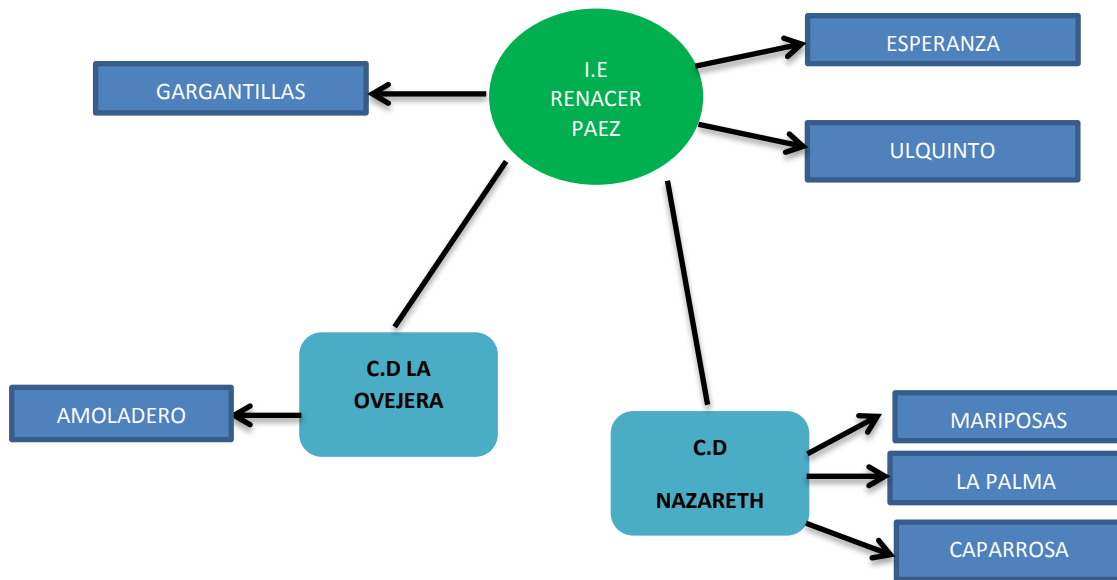 I.E
RENACER
PAEZ
ESPERANZA
GARGANTILLAS
ULQUINTO
C.D LA
OVEJERA
AMOLADERO
C.D
NAZARETH
MARIPOSAS
LA PALMA
CAPARROSA